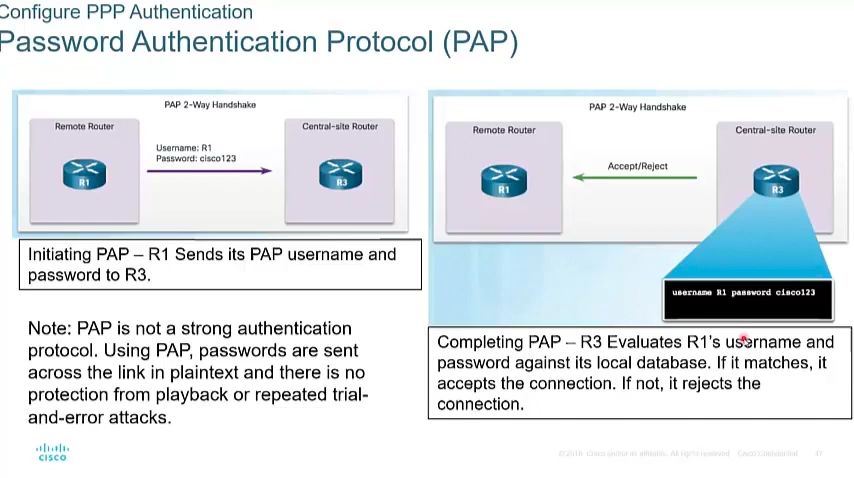 Configure PPP Authentication
Password Authentication Protocol (PAP)
PAP 2-Way Handshake
Remote Router
Central-site Router
Username: R1
Password: cisco123
R1
R3
Initiating PAP – R1 Sends its PAP username and
password to R3.
Note: PAP is not a strong authentication
protocol. Using PAP, passwords are sent
across the link in plaintext and there is no
protection from playback or repeated trial-
and-error attacks.
PAP 2-Way Handshake
Remote Router
Central-site Router
Accept/Reject
R1
R3
username R1 password cisco123
Completing PAP – R3 Evaluates R1's username and
password against its local database. If it matches, it
accepts the connection. If not, it rejects the
connection.
CISCO
All rights reserved. Cisco Confidential